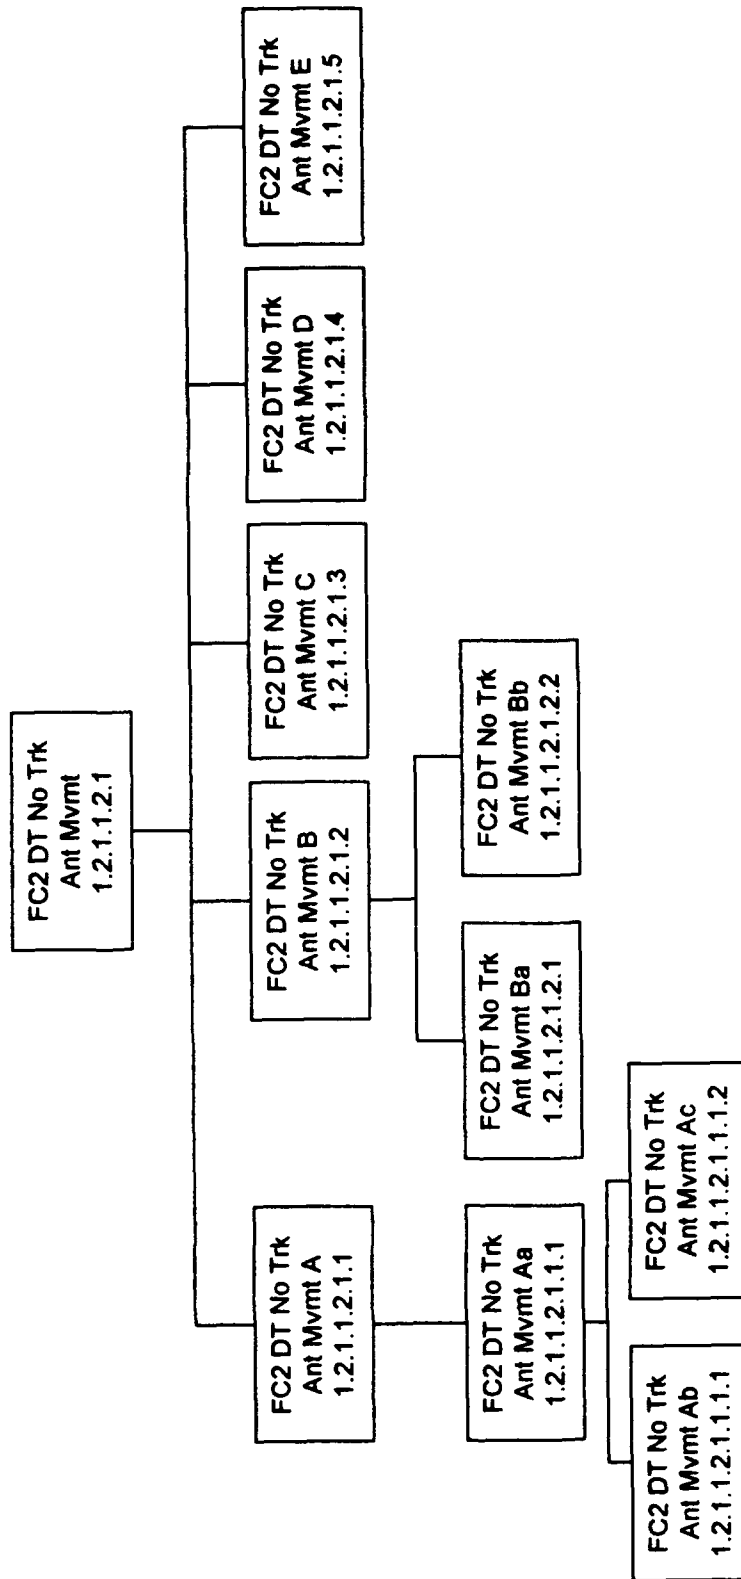 FC2 DT No Trk
Ant Mvmt
1.2.1.1.2.1
FC2 DT No Trk
Ant Mvmt A
1.2.1.1.2.1.1
FC2 DT No Trk
Ant Mvmt B
1.2.1.1.2.1.2
FC2 DT No Trk
Ant Mvmt C
1.2.1.1.2.1.3
FC2 DT No Trk
Ant Mvmt D
1.2.1.1.2.1.4
FC2 DT No Trk
Ant Mvmt E
1.2.1.1.2.1.5
FC2 DT No Trk
Ant Mvmt Aa
1.2.1.1.2.1.1.1
FC2 DT No Trk
Ant Mvmt Ba
1.2.1.1.2.1.2.1
FC2 DT No Trk
Ant Mvmt Bb
1.2.1.1.2.1.2.2
FC2 DT No Trk
Ant Mvmt Ab
1.2.1.1.2.1.1.1.1
FC2 DT No Trk
Ant Mvmt Ac
1.2.1.1.2.1.1.1.2